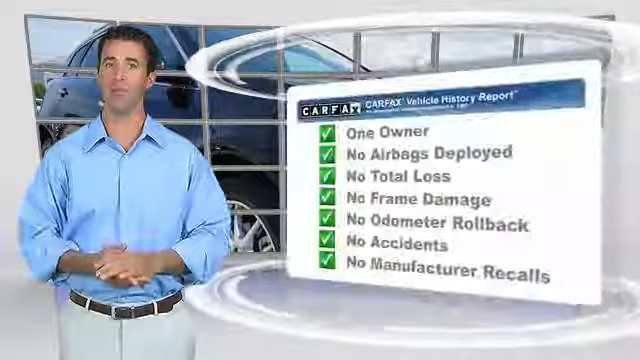 CARFAX CARFAX Vehicle History Report™
One Owner
No Airbags Deployed
No Total Loss
No Frame Damage
No Odometer Rollback
No Accidents
No Manufacturer Recalls